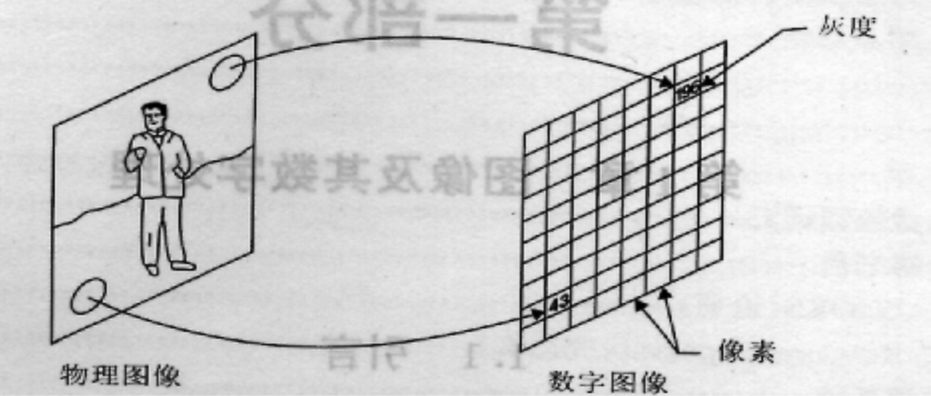 第一部分
灰度
第1章 图像及其数字处理
43
1.1 引言
像素
物理图像
数字图像